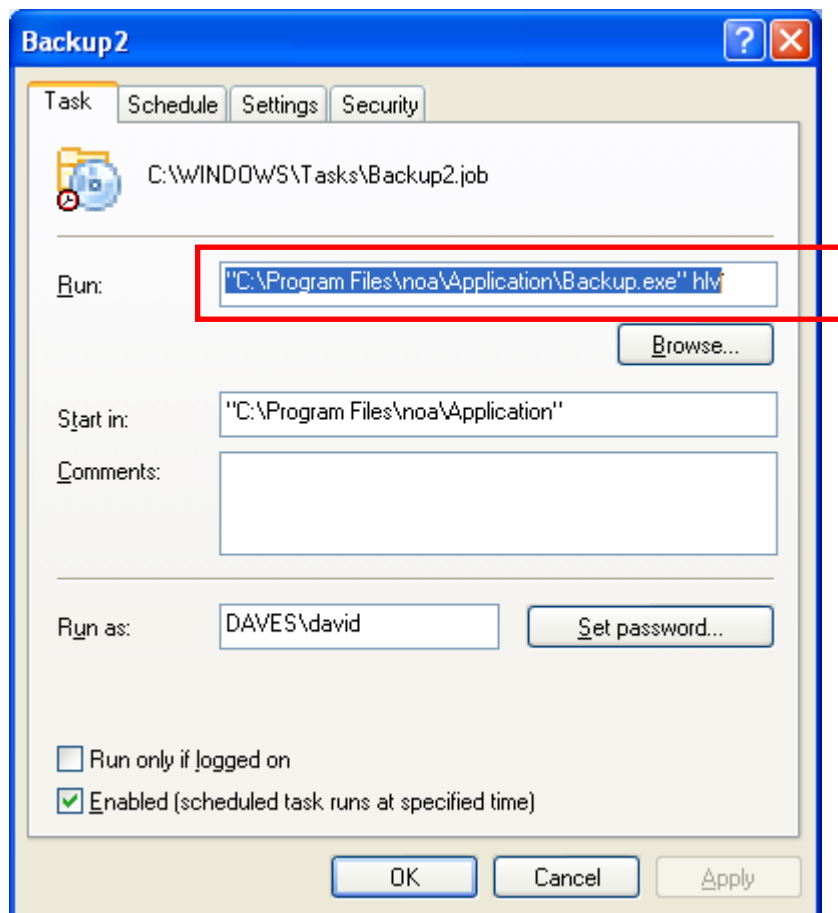 Backup2
Task Schedule Settings Security
C:\WINDOWS\Tasks\Backup2.job
Run: "C:\Program Files\noa\Application\Backup.exe" hlv
Browse...
Start in: "C:\Program Files\noa\Application"
Comments:
Run as: DAVES\david Set password...
Run only if logged on
Enabled (scheduled task runs at specified time)
OK Cancel Apply